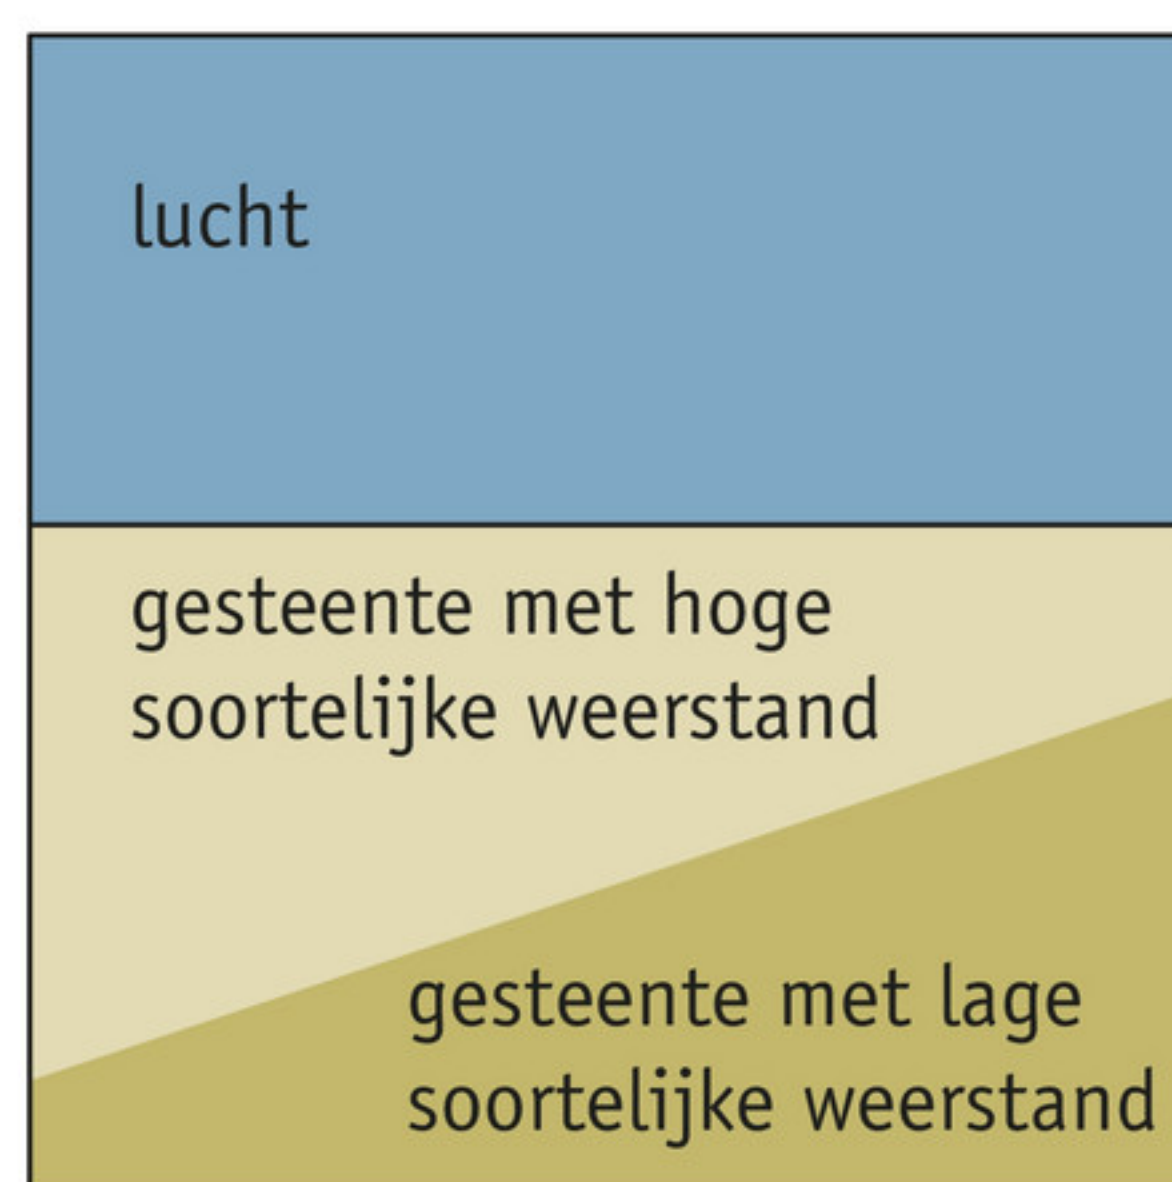 lucht
gesteente met hoge
soortelijke weerstand
gesteente met lage
soortelijke weerstand